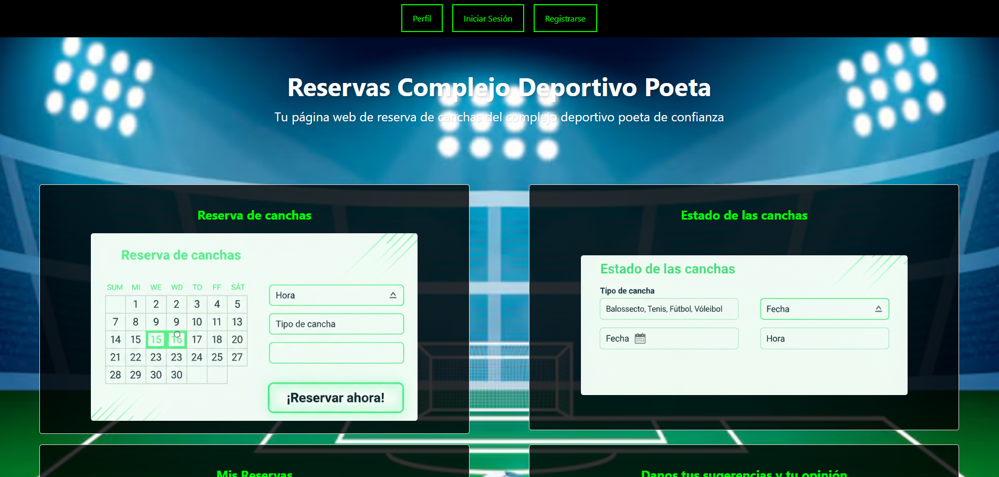 Perfil Iniciar Sesión Registrarse
Reservas Complejo Deportivo Poeta
Tu página web de reserva de canchas del complejo deportivo poeta de confianza
Reserva de canchas
Reserva de canchas
SUM MI WE WD TO FF SÁT
1 2 2 3 4 5
7 8 9 9 10 11 13
14 15 15 16 17 18 20
21 22 23 23 24 25 27
28 29 30 30
Hora
Tipo de cancha
¡Reservar ahora!
Estado de las canchas
Estado de las canchas
Tipo de cancha
Balossecto, Tenis, Fútbol, Vóleibol
Fecha
Fecha
Hora
Mis Reservas
Danos tus sugerencias y tu opinión